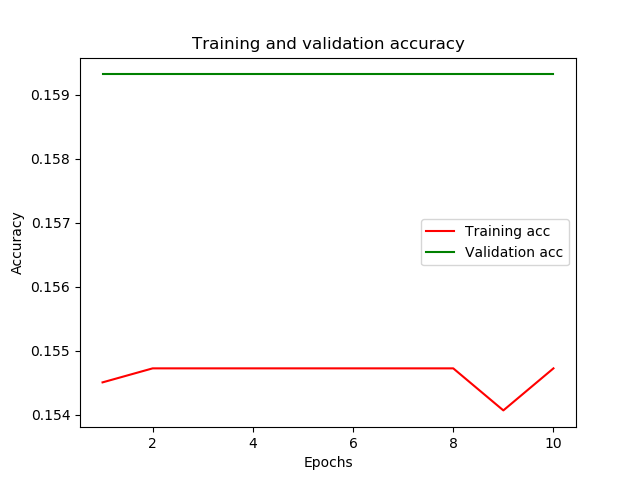 Training and validation accuracy
0.159
0.158
0.157
0.156
0.155
0.154
Accuracy
Training acc
Validation acc
2 4 6 8 10
Epochs